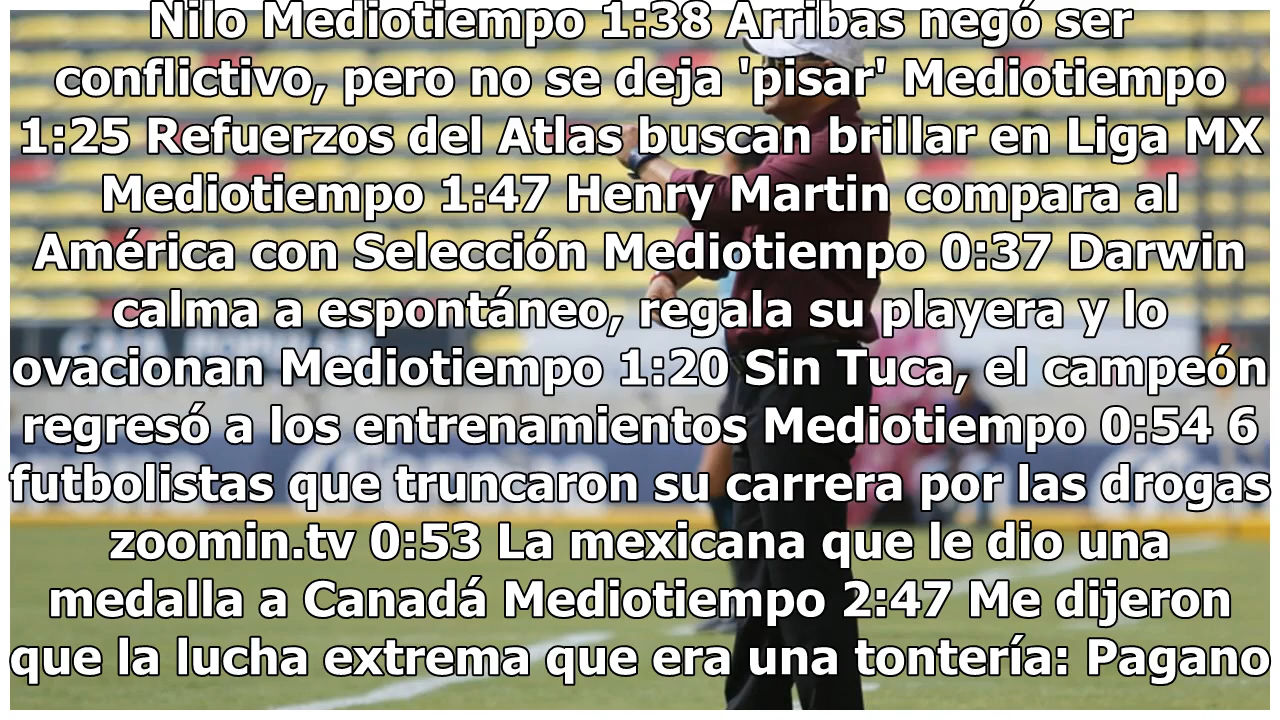 Nilo Mediotiempo 1:38 Arribas negó ser
conflictivo, pero no se deja 'pisar' Mediotiempo
1:25 Refuerzos del Atlas buscan brillar en Liga MX
Mediotiempo 1:47 Henry Martin compara al
América con Selección Mediotiempo 0:37 Darwin
calma a espontáneo, regala su playera y lo
ovacionan Mediotiempo 1:20 Sin Tuca, el campeón
regresó a los entrenamientos Mediotiempo 0:54 6
futbolistas que truncaron su carrera por las drogas
zoomin.tv 0:53 La mexicana que le dio una
medalla a Canadá Mediotiempo 2:47 Me dijeron
que la lucha extrema que era una tontería: Pagano